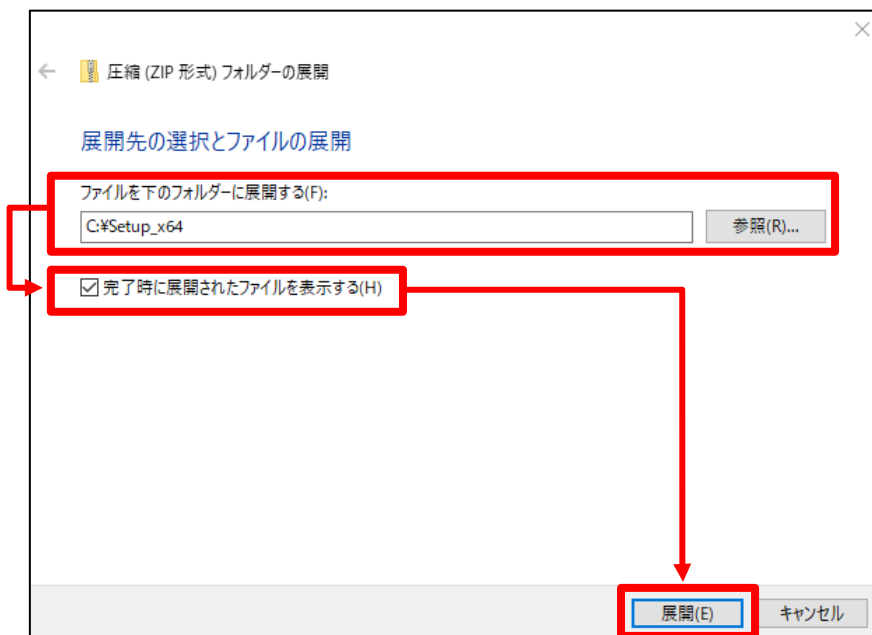 圧縮 (ZIP 形式) フォルダーの展開
展開先の選択とファイルの展開
ファイルを下のフォルダーに展開する(F):
C:¥Setup_x64
参照(R)...
完了時に展開されたファイルを表示する(H)
展開(E)
キャンセル